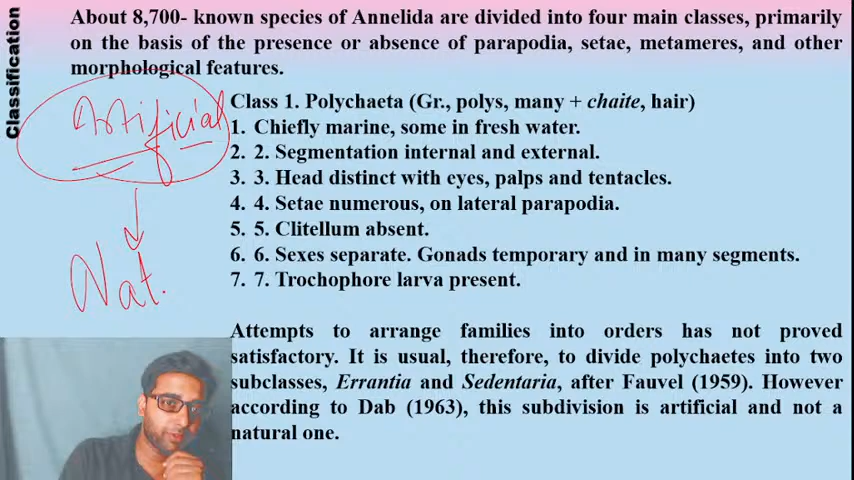 Classification
About 8,700- known species of Annelida are divided into four main classes, primarily
on the basis of the presence or absence of parapodia, setae, metameres, and other
morphological features.
Artificial
Nat.
Class 1. Polychaeta (Gr., polys, many + chaite, hair)
1. Chiefly marine, some in fresh water.
2. 2. Segmentation internal and external.
3. 3. Head distinct with eyes, palps and tentacles.
4. 4. Setae numerous, on lateral parapodia.
5. 5. Clitellum absent.
6. 6. Sexes separate. Gonads temporary and in many segments.
7. 7. Trochophore larva present.
Attempts to arrange families into orders has not proved
satisfactory. It is usual, therefore, to divide polychaetes into two
subclasses, Errantia and Sedentaria, after Fauvel (1959). However
according to Dab (1963), this subdivision is artificial and not a
natural one.